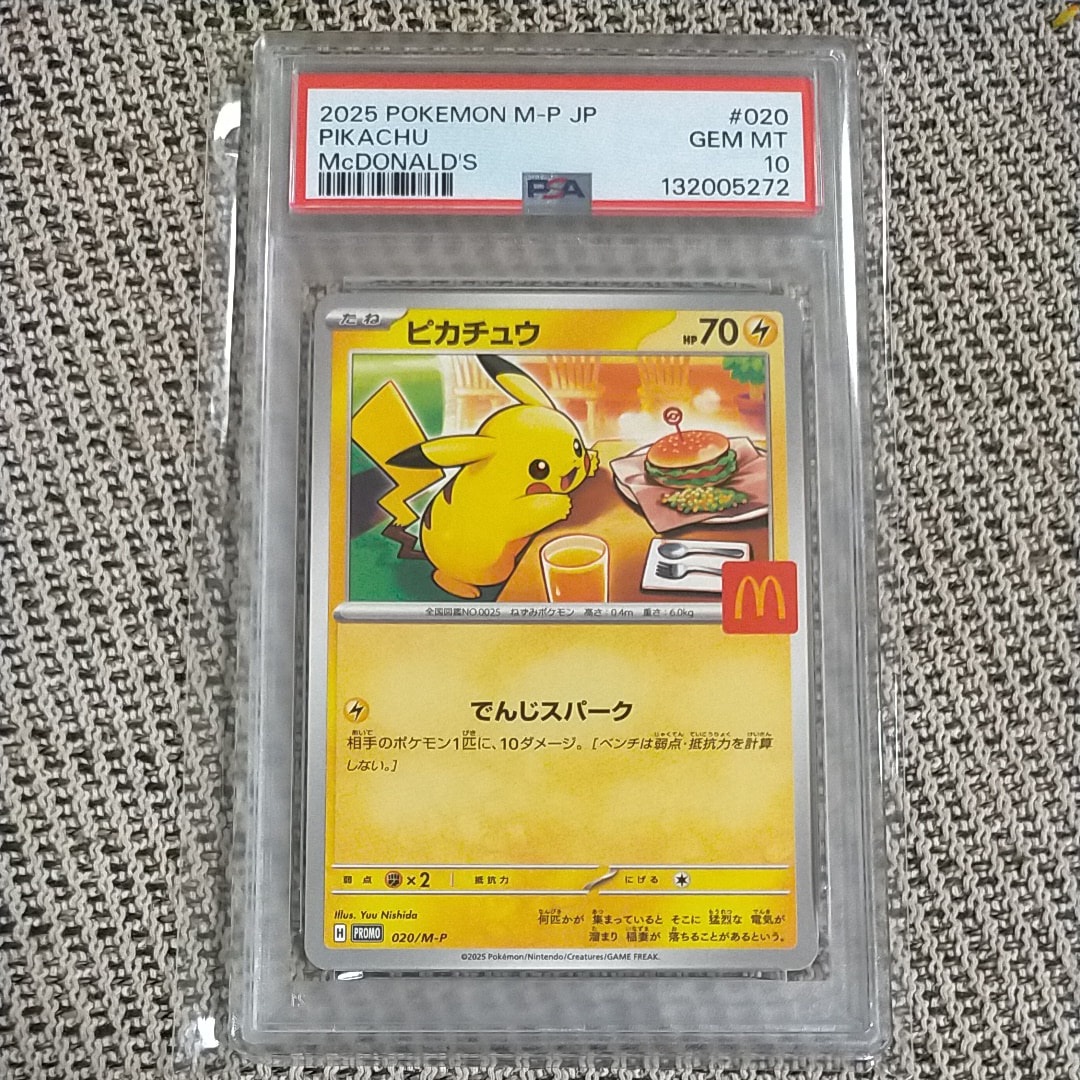 2025 POKEMON M-P JP #020
PIKACHU GEM MT
McDONALD'S 10
132005272
PSA
たね ピカチュウ HP70
全国図鑑NO.0025 ねずみポケモン 高さ:0.4m 重さ:6.0kg
でんじスパーク
相手のポケモン1匹に、10ダメージ。[ベンチは弱点・抵抗力を計算
しない。]
弱点 ×2 抵抗力 にげる
Illus. Yuu Nishida
何匹かが 集まっていると そこに 猛烈な 電気が
溜まり 稲妻が 落ちることがあるという。
H PROMO 020/M-P
©2025 Pokémon/Nintendo/Creatures/GAME FREAK.